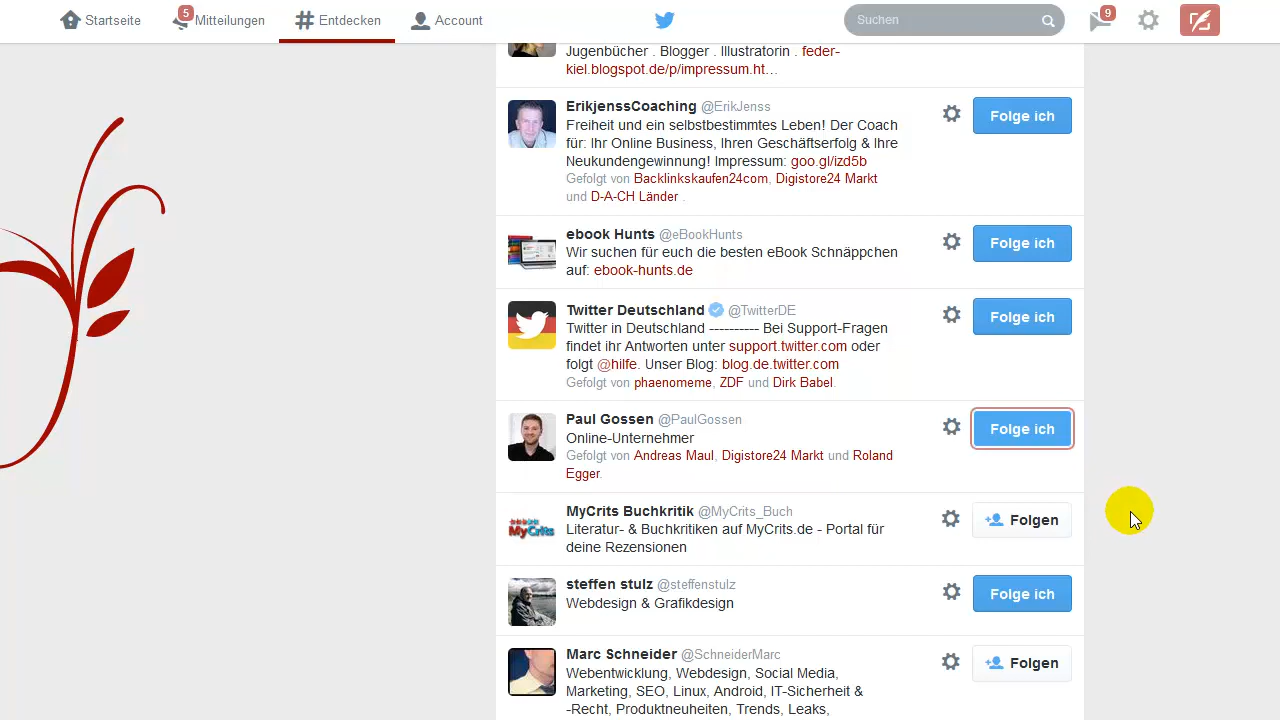 Startseite
5
Mitteilungen
Entdecken
Account
Suchen
9
Jugenbücher . Blogger . Illustratorin . feder-
kiel.blogspot.de/p/impressum.ht…
ErikjenssCoaching @ErikJenss
Freiheit und ein selbstbestimmtes Leben! Der Coach
für: Ihr Online Business, Ihren Geschäftserfolg & Ihre
Neukundengewinnung! Impressum: goo.gl/izd5b
Gefolgt von Backlinkskaufen24com, Digistore24 Markt
und D-A-CH Länder .
Folge ich
ebook Hunts @eBookHunts
Wir suchen für euch die besten eBook Schnäppchen
auf: ebook-hunts.de
Folge ich
Twitter Deutschland @TwitterDE
Twitter in Deutschland ---------- Bei Support-Fragen
findet ihr Antworten unter support.twitter.com oder
folgt @hilfe. Unser Blog: blog.de.twitter.com
Gefolgt von phaenomeme, ZDF und Dirk Babel.
Folge ich
Paul Gossen @PaulGossen
Online-Unternehmer
Gefolgt von Andreas Maul, Digistore24 Markt und Roland
Egger.
Folge ich
MyCrits
MyCrits Buchkritik @MyCrits_Buch
Literatur- & Buchkritiken auf MyCrits.de - Portal für
deine Rezensionen
Folgen
steffen stulz @steffenstulz
Webdesign & Grafikdesign
Folge ich
Marc Schneider @SchneiderMarc
Webentwicklung, Webdesign, Social Media,
Marketing, SEO, Linux, Android, IT-Sicherheit &
-Recht, Produktneuheiten, Trends, Leaks,
Folgen